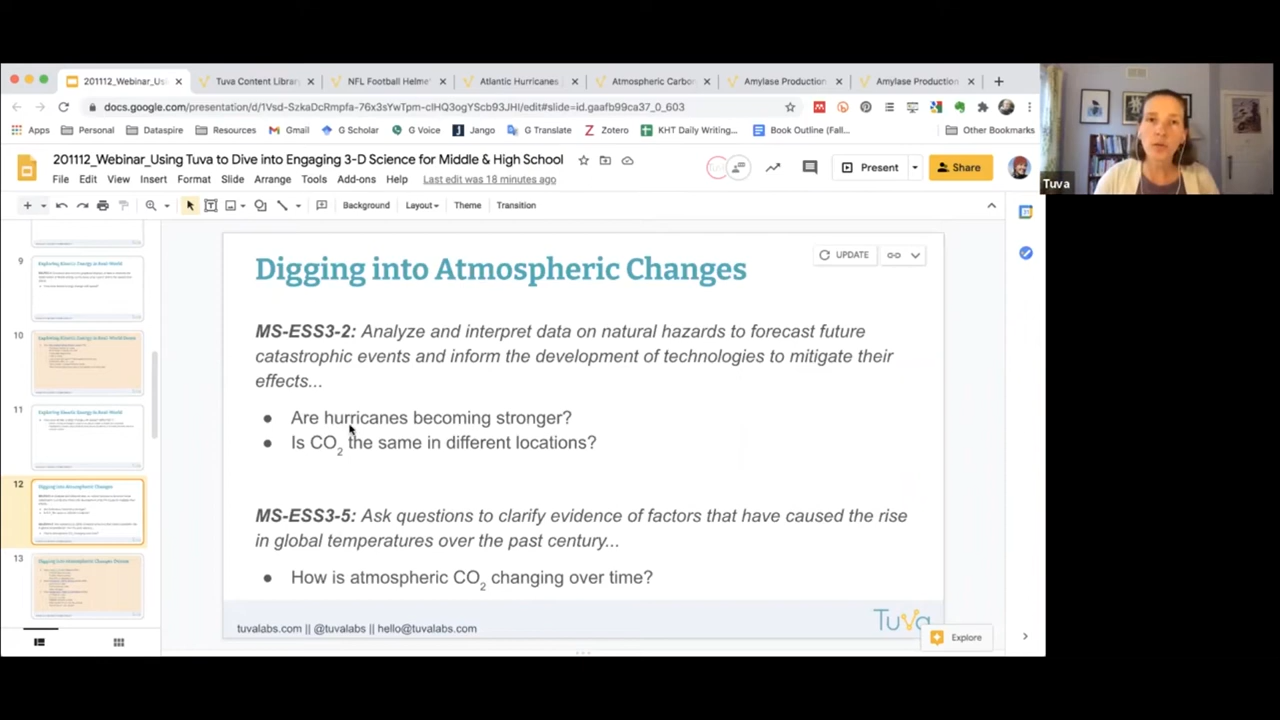 201112_Webinar_Us
Tuva Content Library
NFL Football Helmet
Atlantic Hurricanes
Atmospheric Carbo
Amylase Production
Amylase Production
docs.google.com/presentation/d/1Vsd-SzkaDcRmpfa-76x3sYwTpm-cIHQ3ogYScb93JHI/edit#slide=id.gaafb99ca37_0_603
Apps Personal Dataspire Resources Gmail G Scholar G Voice Jango G Translate Zotero KHT Daily Writing... Book Outline (Fall... Other Bookmarks
201112_Webinar_Using Tuva to Dive into Engaging 3-D Science for Middle & High School
File Edit View Insert Format Slide Arrange Tools Add-ons Help Last edit was 18 minutes ago
Present
Share
Tuva
Background Layout Theme Transition
9
10
11
12
13
UPDATE
Digging into Atmospheric Changes
MS-ESS3-2: Analyze and interpret data on natural hazards to forecast future
catastrophic events and inform the development of technologies to mitigate their
effects...
● Are hurricanes becoming stronger?
● Is CO2 the same in different locations?
MS-ESS3-5: Ask questions to clarify evidence of factors that have caused the rise
in global temperatures over the past century...
● How is atmospheric CO2 changing over time?
tuvalabs.com || @tuvalabs || hello@tuvalabs.com
Tuva
Explore